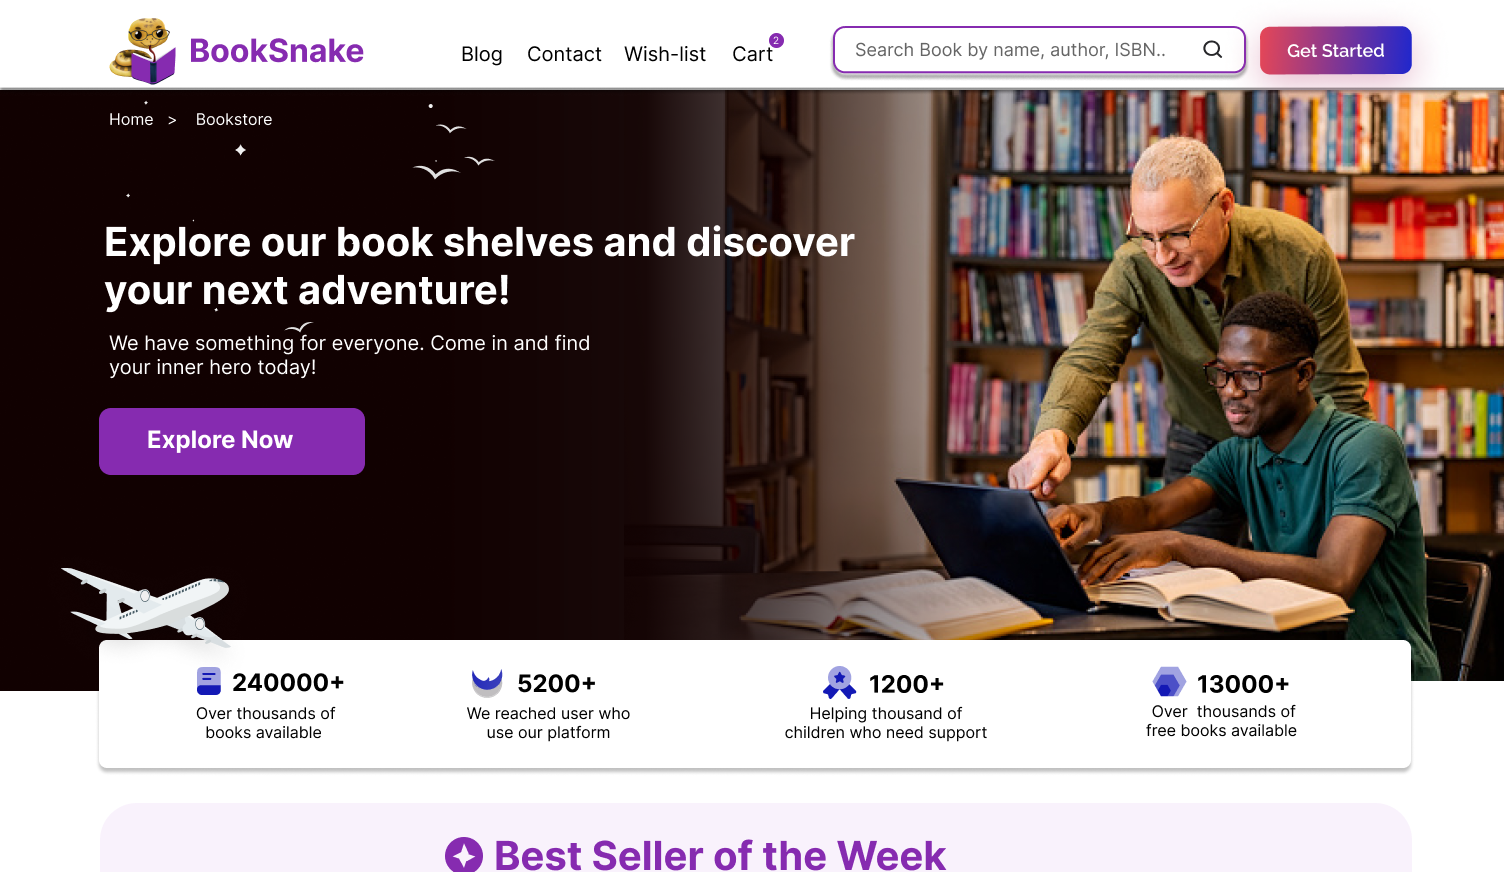 BookSnake
Blog
Contact
Wish-list
Cart
2
Search Book by name, author, ISBN..
Get Started
Home > Bookstore
Explore our book shelves and discover
your next adventure!
We have something for everyone. Come in and find
your inner hero today!
Explore Now
240000+
Over thousands of
books available
5200+
We reached user who
use our platform
1200+
Helping thousand of
children who need support
13000+
Over thousands of
free books available
Best Seller of the Week